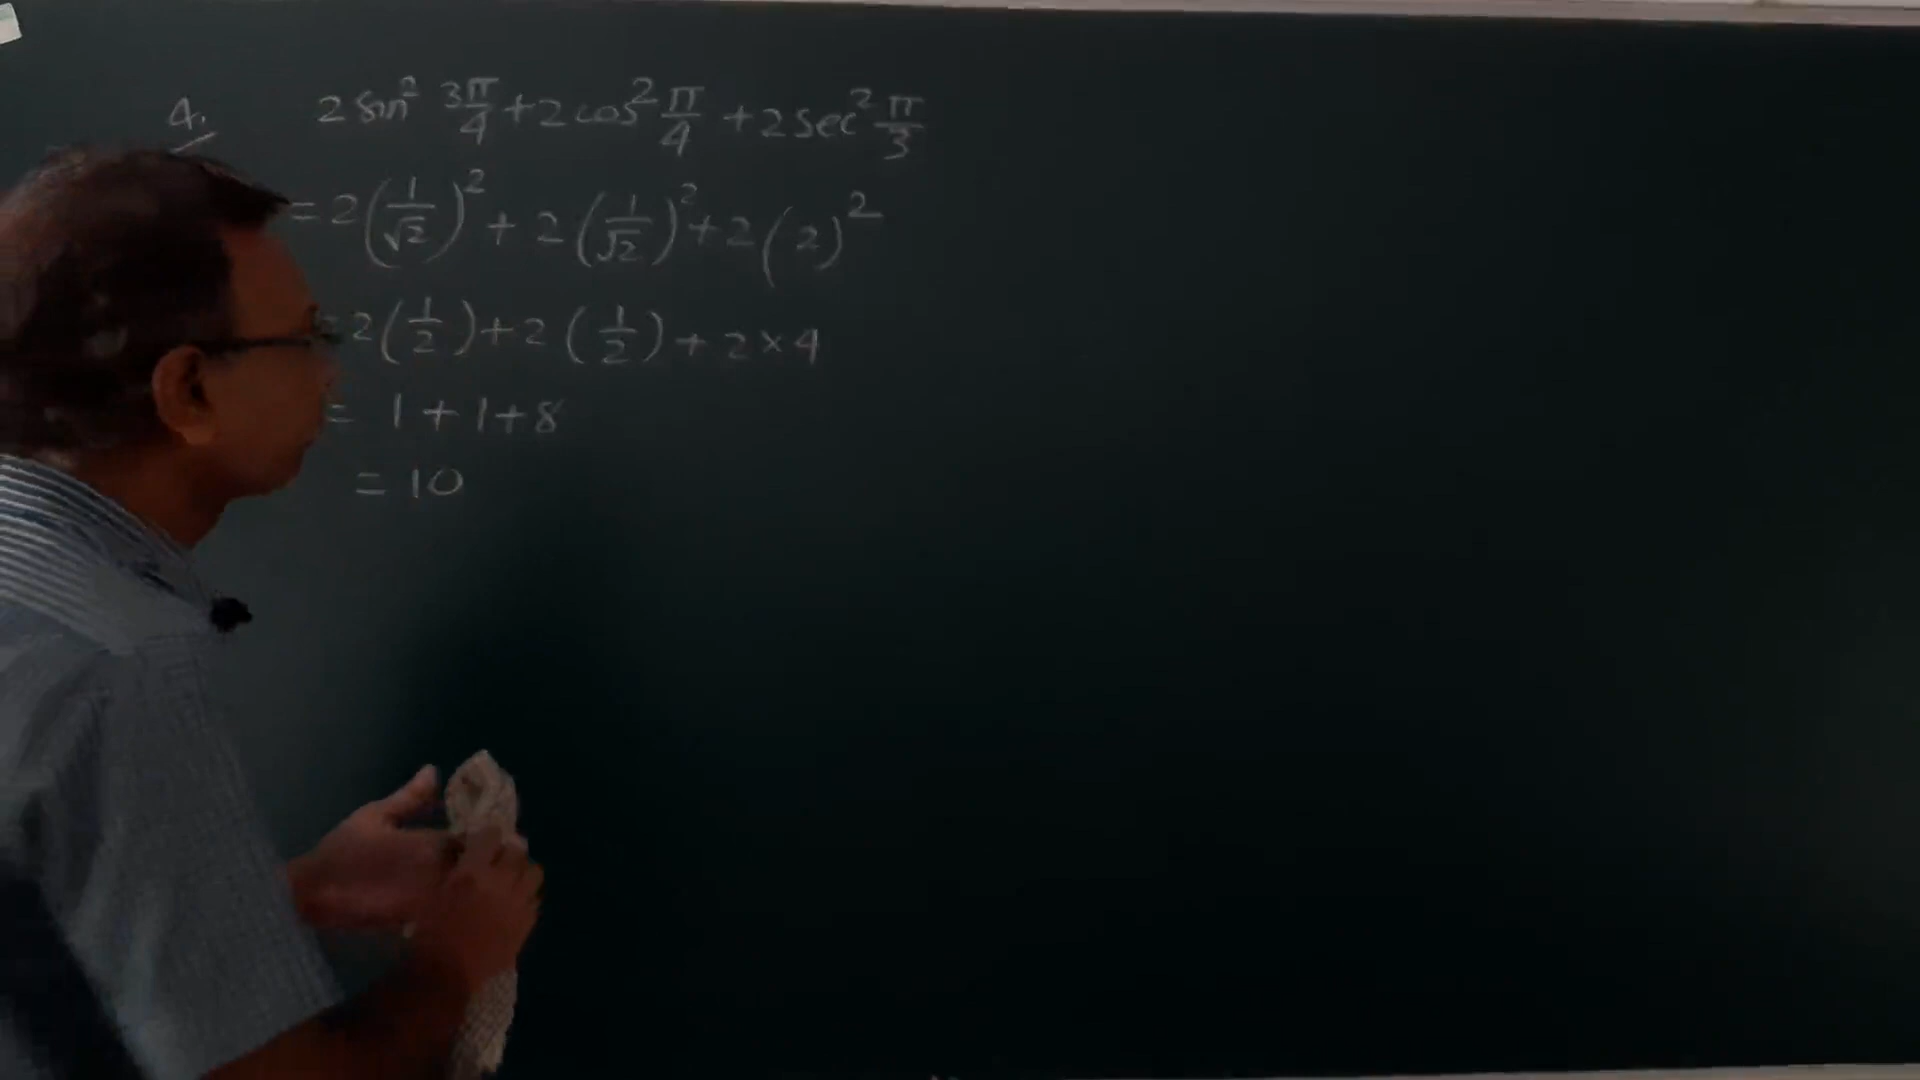 4. 2 sin² 3π/4 + 2 cos² π/4 + 2 sec² π/3
= 2(1/√2)² + 2(1/√2)² + 2(2)²
= 2(1/2) + 2(1/2) + 2 × 4
= 1 + 1 + 8
= 10